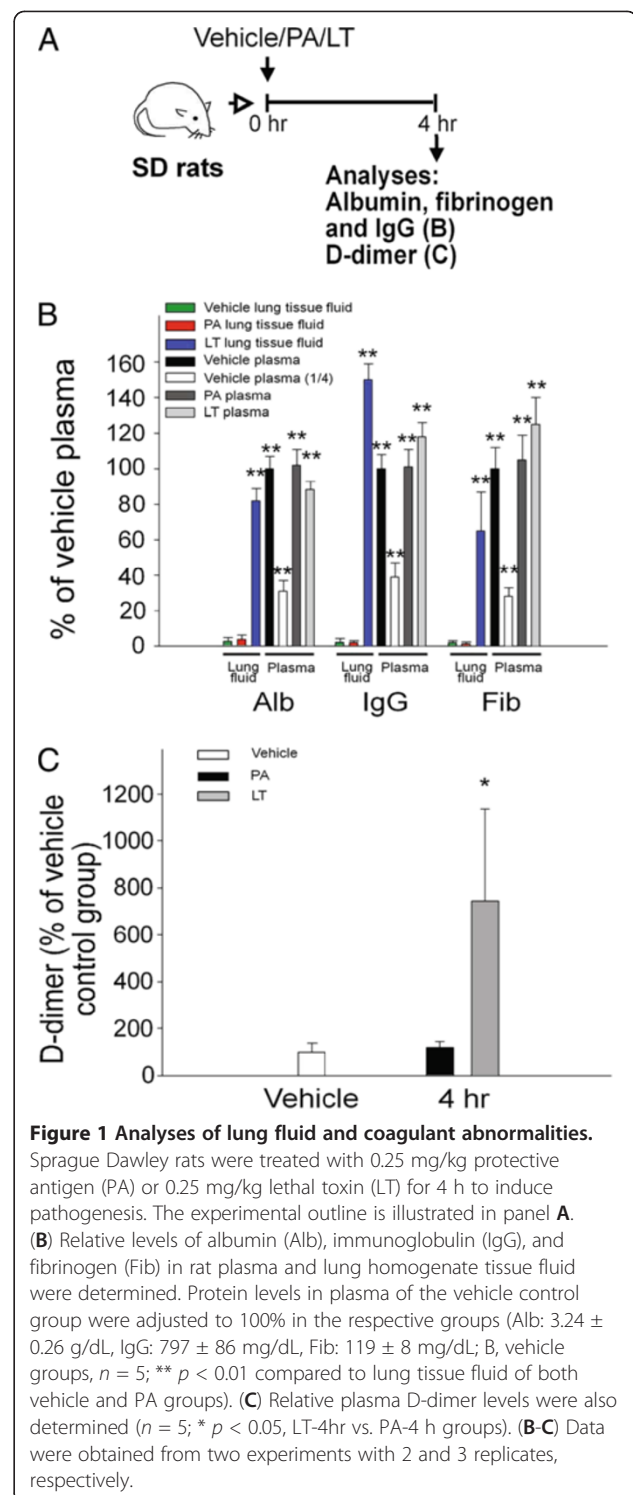 A
Vehicle/PA/LT
0 hr
4 hr
SD rats
Analyses:
Albumin, fibrinogen
and IgG (B)
D-dimer (C)
B
Vehicle lung tissue fluid
PA lung tissue fluid
LT lung tissue fluid
Vehicle plasma
Vehicle plasma (1/4)
PA plasma
LT plasma
% of vehicle plasma
160
140
120
100
80
60
40
20
0
** ** ** ** **
** ** ** ** **
** ** ** ** **
Lung fluid Plasma Lung fluid Plasma Lung fluid Plasma
Alb IgG Fib
C
Vehicle
PA
LT
D-dimer (% of vehicle
control group)
1200
1000
800
600
400
200
0
*
Vehicle 4 hr
Figure 1 Analyses of lung fluid and coagulant abnormalities.
Sprague Dawley rats were treated with 0.25 mg/kg protective
antigen (PA) or 0.25 mg/kg lethal toxin (LT) for 4 h to induce
pathogenesis. The experimental outline is illustrated in panel A.
(B) Relative levels of albumin (Alb), immunoglobulin (IgG), and
fibrinogen (Fib) in rat plasma and lung homogenate tissue fluid
were determined. Protein levels in plasma of the vehicle control
group were adjusted to 100% in the respective groups (Alb: 3.24 ±
0.26 g/dL, IgG: 797 ± 86 mg/dL, Fib: 119 ± 8 mg/dL; B, vehicle
groups, n = 5; ** p < 0.01 compared to lung tissue fluid of both
vehicle and PA groups). (C) Relative plasma D-dimer levels were also
determined (n = 5; * p < 0.05, LT-4hr vs. PA-4 h groups). (B-C) Data
were obtained from two experiments with 2 and 3 replicates,
respectively.